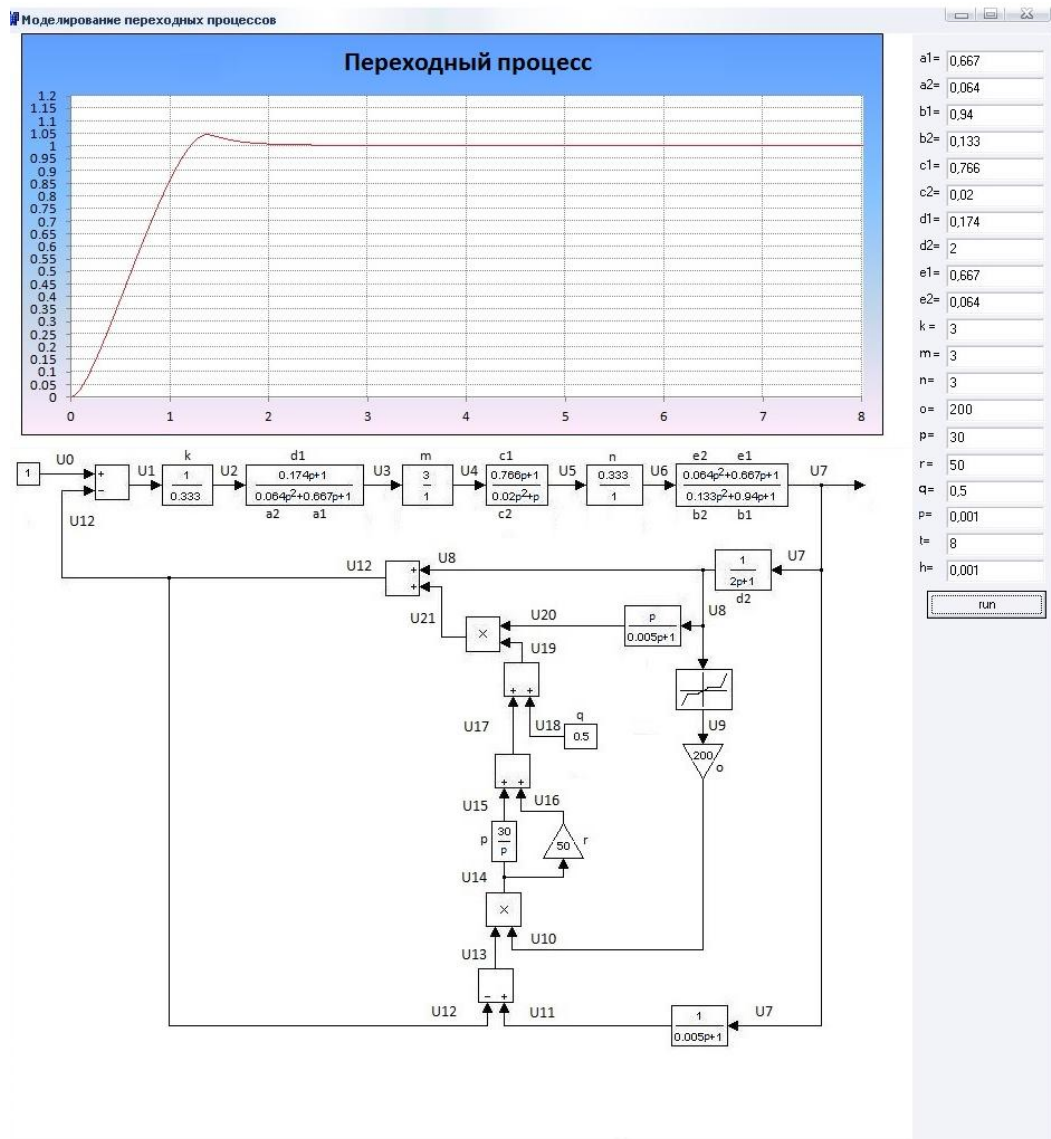 Моделирование переходных процессов
Переходный процесс
1.2
1.15
1.1
1.05
1
0.95
0.9
0.85
0.8
0.75
0.7
0.65
0.6
0.55
0.5
0.45
0.4
0.35
0.3
0.25
0.2
0.15
0.1
0.05
0
0 1 2 3 4 5 6 7 8
a1= 0,667
a2= 0,064
b1= 0,94
b2= 0,133
c1= 0,766
c2= 0,02
d1= 0,174
d2= 2
e1= 0,667
e2= 0,064
k= 3
m= 3
n= 3
o= 200
p= 30
r= 50
q= 0,5
p= 0,001
t= 8
h= 0,001
run
k d1 m c1 n e2 e1
1 U0 + − U1 U2 U3 U4 U5 U6 U7
1 0.174p+1 3 0.766p+1 0.333 0.064p²+0.667p+1
0.333 0.064p²+0.667p+1 1 0.02p²+p 1 0.133p²+0.94p+1
a2 a1 c2 b2 b1
U12
U12 + + U8 1 U7
2p+1
d2
U21 U20 p U8
0.005p+1
× U19
+ +
U17 U18 q
0.5
U9
200 o
+ +
U15 U16
p 30 50 r
p
U14
×
U13 U10
− +
U12 U11 1 U7
0.005p+1